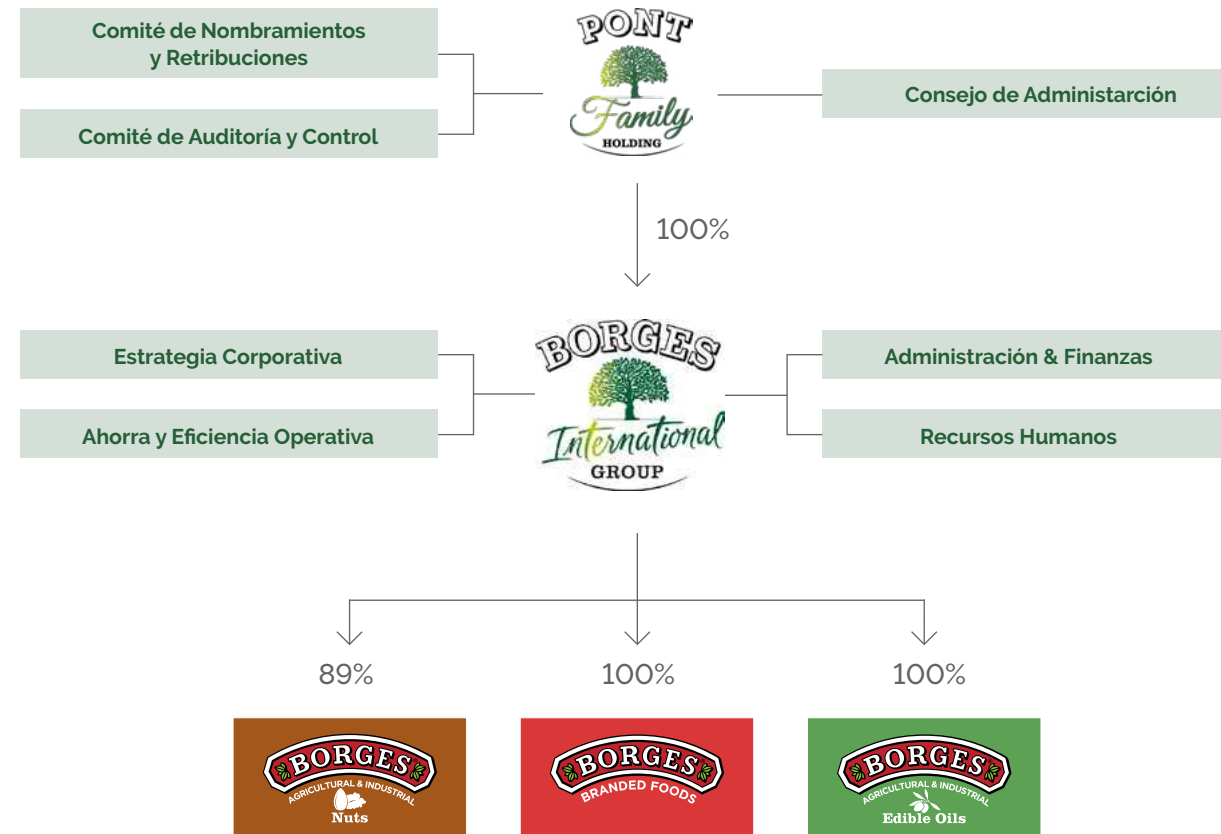 Comité de Nombramientos
y Retribuciones
Comité de Auditoría y Control
PONT
Family
HOLDING
Consejo de Administarción
100%
Estrategia Corporativa
Ahorra y Eficiencia Operativa
BORGES
International
GROUP
Administración & Finanzas
Recursos Humanos
89%
100%
100%
BORGES
AGRICULTURAL & INDUSTRIAL
Nuts
BORGES
BRANDED FOODS
BORGES
AGRICULTURAL & INDUSTRIAL
Edible Oils